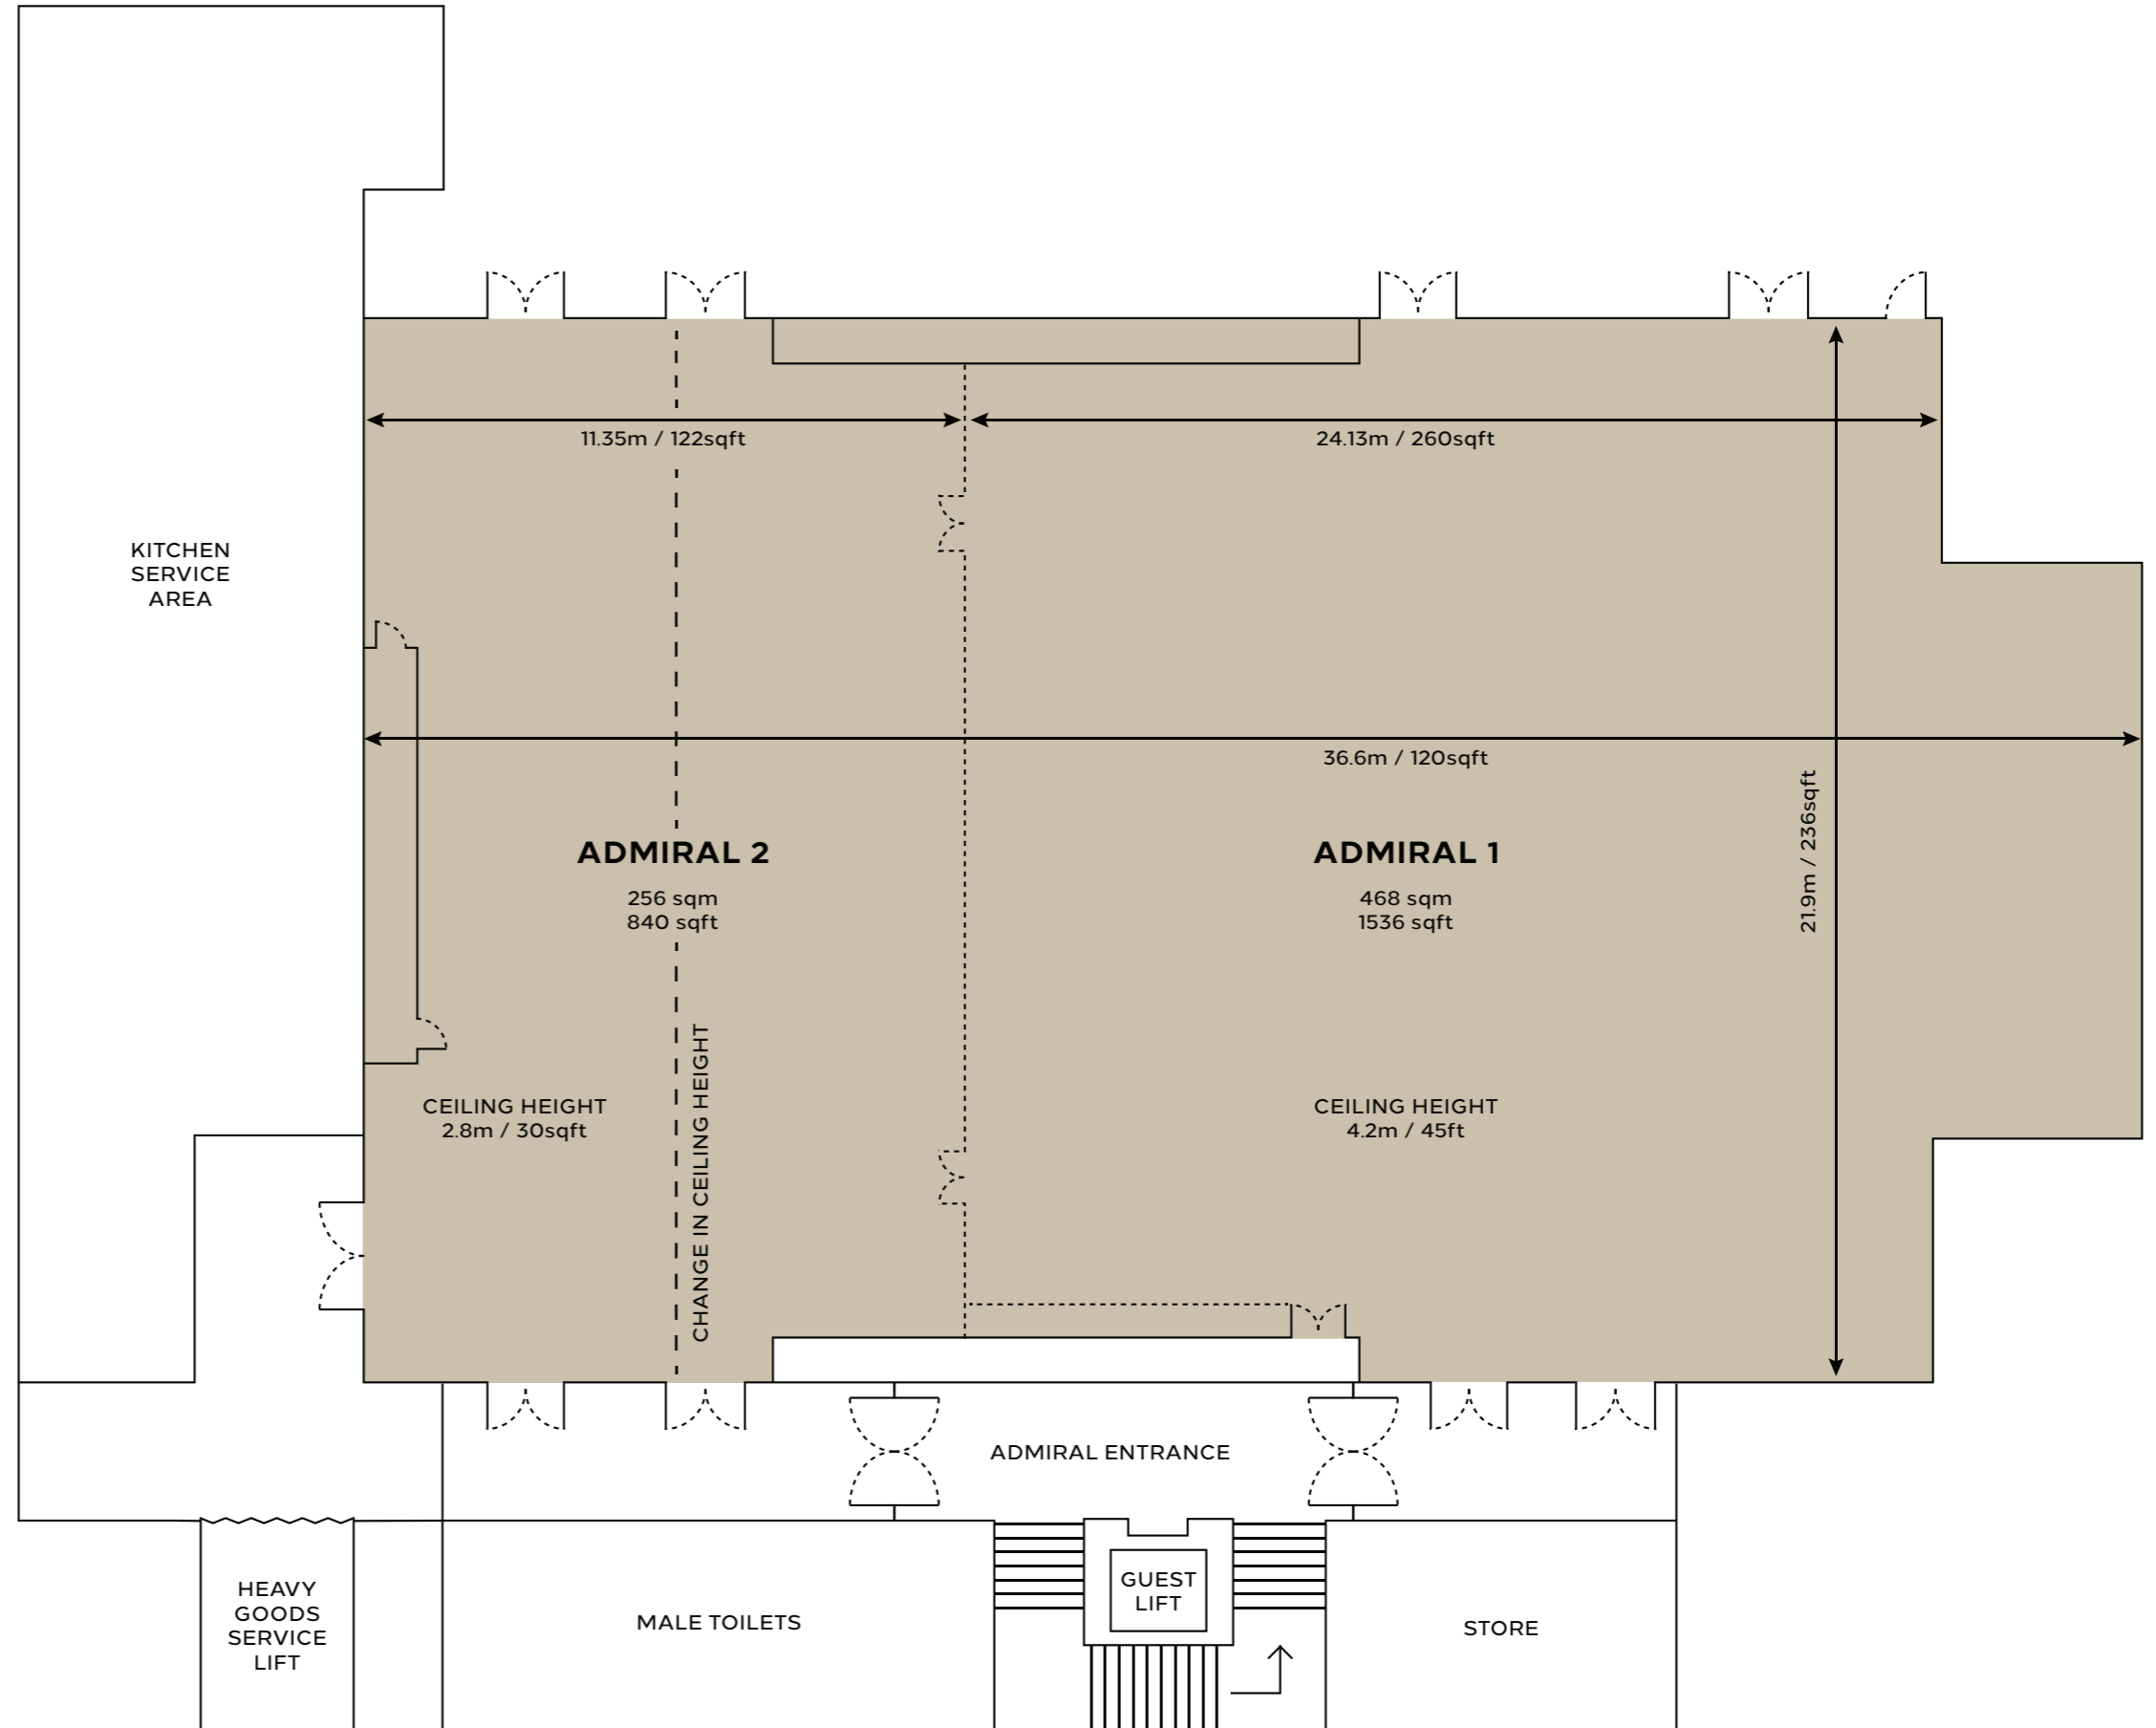 11.35m / 122sqft
24.13m / 260sqft
KITCHEN
SERVICE
AREA
36.6m / 120sqft
21.9m / 236sqft
ADMIRAL 2
256 sqm
840 sqft
ADMIRAL 1
468 sqm
1536 sqft
CEILING HEIGHT
2.8m / 30sqft
CHANGE IN CEILING HEIGHT
CEILING HEIGHT
4.2m / 45ft
ADMIRAL ENTRANCE
HEAVY
GOODS
SERVICE
LIFT
MALE TOILETS
GUEST
LIFT
STORE